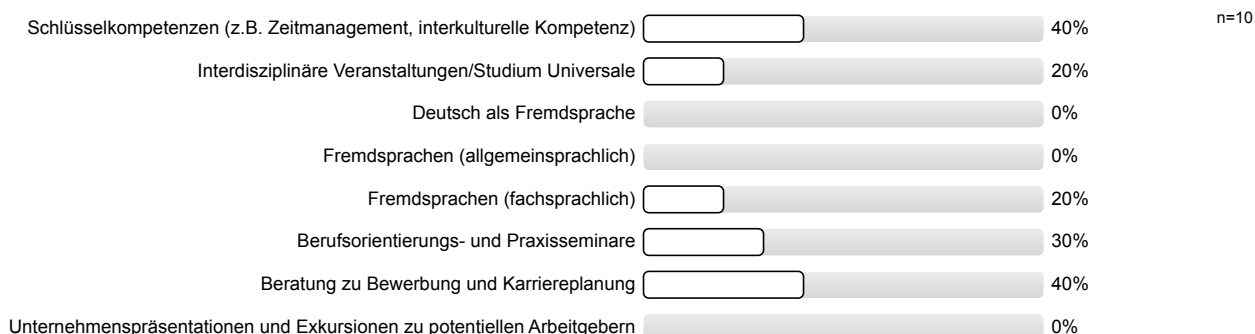 Schlüsselkompetenzen (z.B. Zeitmanagement, interkulturelle Kompetenz) 40% n=10
Interdisziplinäre Veranstaltungen/Studium Universale 20%
Deutsch als Fremdsprache 0%
Fremdsprachen (allgemeinsprachlich) 0%
Fremdsprachen (fachsprachlich) 20%
Berufsorientierungs- und Praxisseminare 30%
Beratung zu Bewerbung und Karriereplanung 40%
Unternehmenspräsentationen und Exkursionen zu potentiellen Arbeitgebern 0%